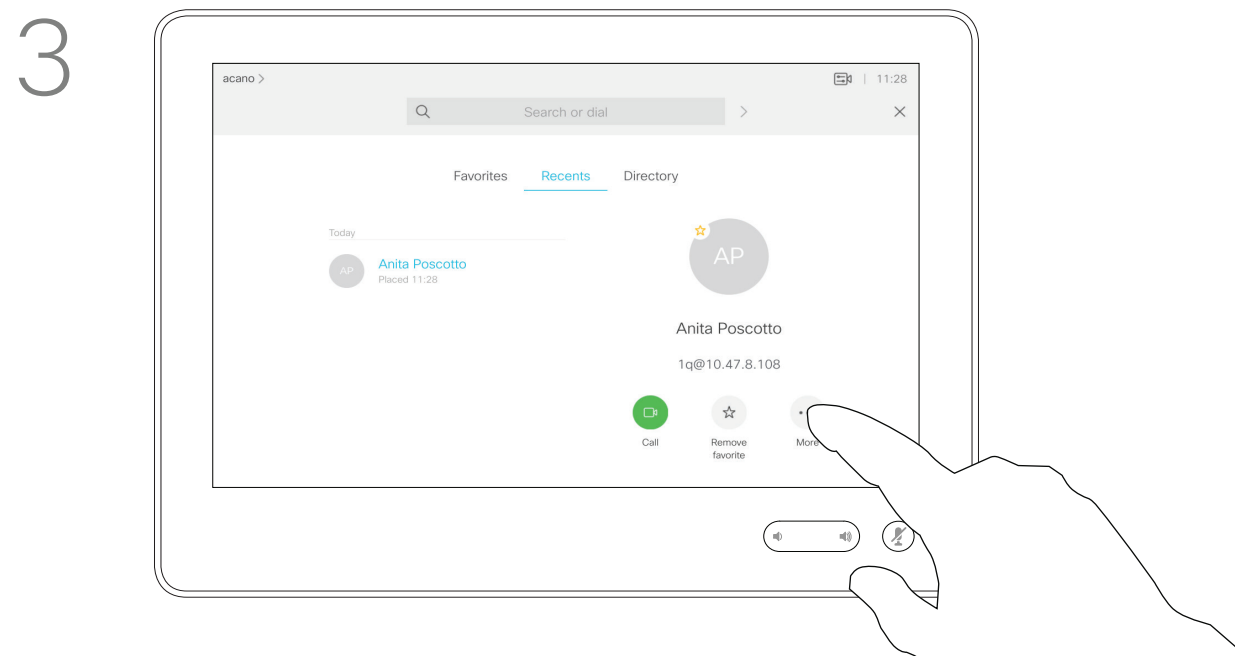 3
acano >
11:28
Search or dial
Favorites Recents Directory
Today
AP
Anita Poscotto
Placed 11:28
AP
Anita Poscotto
1q@10.47.8.108
Call
Remove
favorite
More